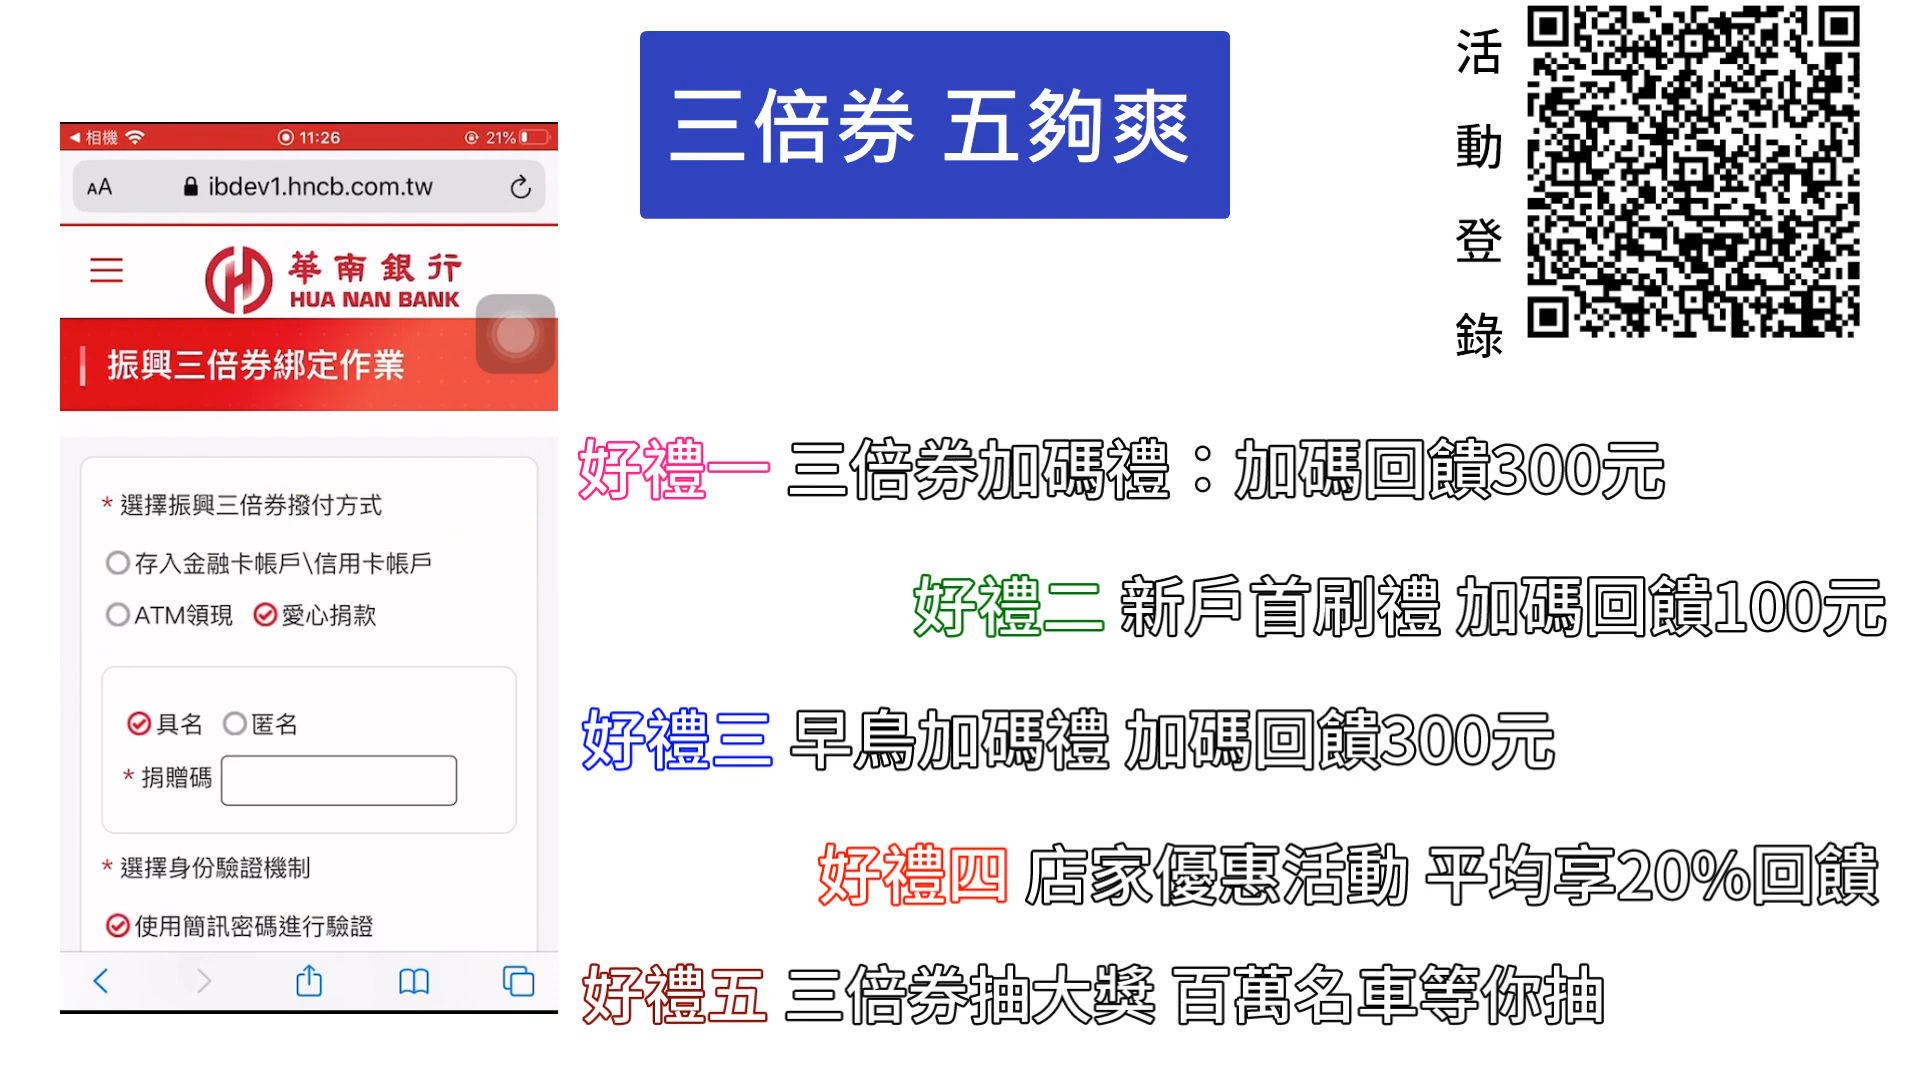 三倍券 五夠爽
活動登錄
相機 11:26 21%
AA ibdev1.hncb.com.tw
華南銀行
HUA NAN BANK
振興三倍券綁定作業
* 選擇振興三倍券撥付方式
存入金融卡帳戶\信用卡帳戶
ATM領現 愛心捐款
具名 匿名
* 捐贈碼
* 選擇身份驗證機制
使用簡訊密碼進行驗證
好禮一 三倍券加碼禮：加碼回饋300元
好禮二 新戶首刷禮 加碼回饋100元
好禮三 早鳥加碼禮 加碼回饋300元
好禮四 店家優惠活動 平均享20%回饋
好禮五 三倍券抽大獎 百萬名車等你抽